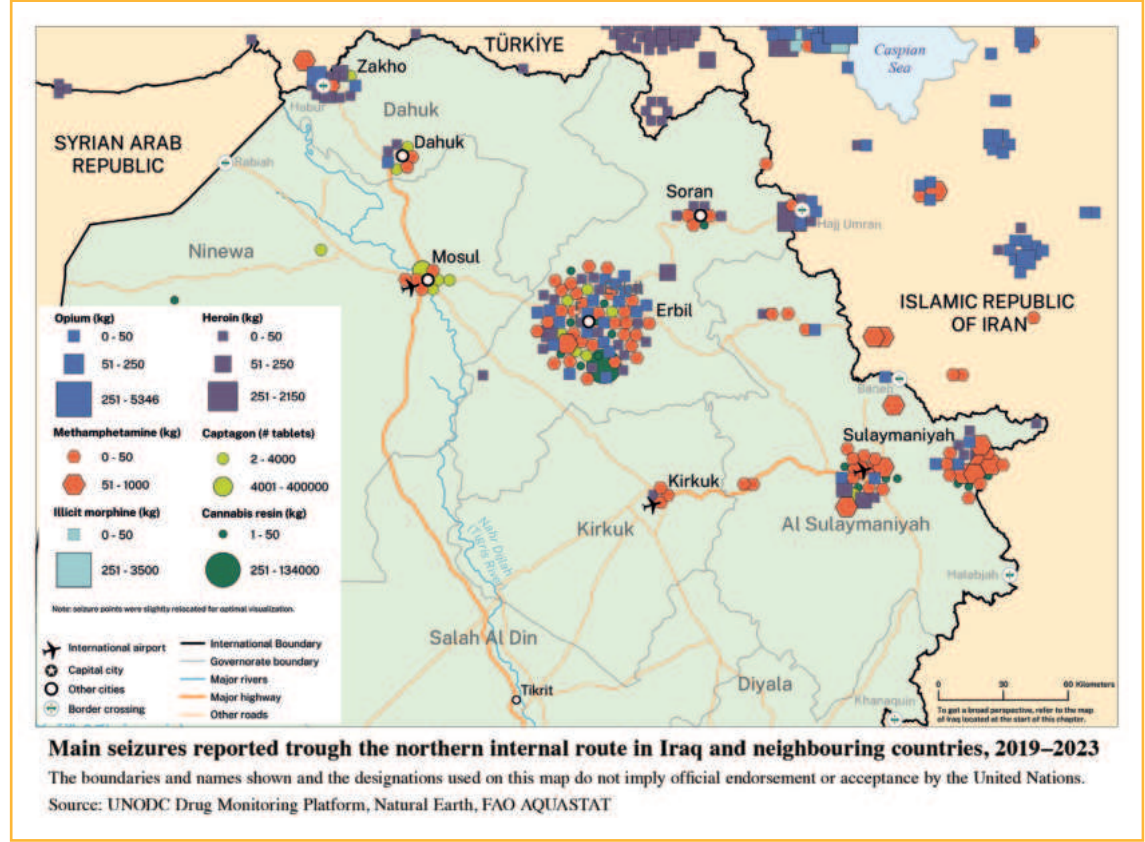 TÜRKİYE
Caspian
Sea
Zakho
Habur
Dahuk
SYRIAN ARAB
REPUBLIC
Dahuk
Rabiah
Soran
Hajj Umran
Ninewa
Mosul
Erbil
ISLAMIC REPUBLIC
OF IRAN
Opium (kg)
0 - 50
51 - 250
251 - 5346
Heroin (kg)
0 - 50
51 - 250
251 - 2150
Methamphetamine (kg)
0 - 50
51 - 1000
Captagon (# tablets)
2 - 4000
4001 - 400000
Illicit morphine (kg)
0 - 50
251 - 3500
Cannabis resin (kg)
1 - 50
251 - 134000
Note: seizure points were slightly relocated for optimal visualization.
Baneh
Sulaymaniyah
Kirkuk
Kirkuk
Al Sulaymaniyah
Nahr Dijlah
(Tigris River)
Halabjah
Salah Al Din
Diyala
Tikrit
Khanaquin
International airport
Capital city
Other cities
Border crossing
International Boundary
Governorate boundary
Major rivers
Major highway
Other roads
0 30 60 Kilometers
To get a broad perspective, refer to the map
of Iraq located at the start of this chapter.
Main seizures reported trough the northern internal route in Iraq and neighbouring countries, 2019–2023
The boundaries and names shown and the designations used on this map do not imply official endorsement or acceptance by the United Nations.
Source: UNODC Drug Monitoring Platform, Natural Earth, FAO AQUASTAT